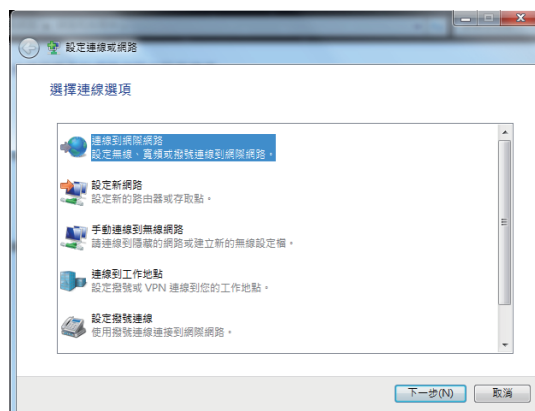 設定連線或網路
選擇連線選項
連線到網際網路
設定無線、寬頻或撥號連線到網際網路。
設定新網路
設定新的路由器或存取點。
手動連線到無線網路
請連線到隱藏的網路或建立新的無線設定檔。
連線到工作地點
設定撥號或 VPN 連線到您的工作地點。
設定撥號連線
使用撥號連線連接到網際網路。
下一步(N)
取消